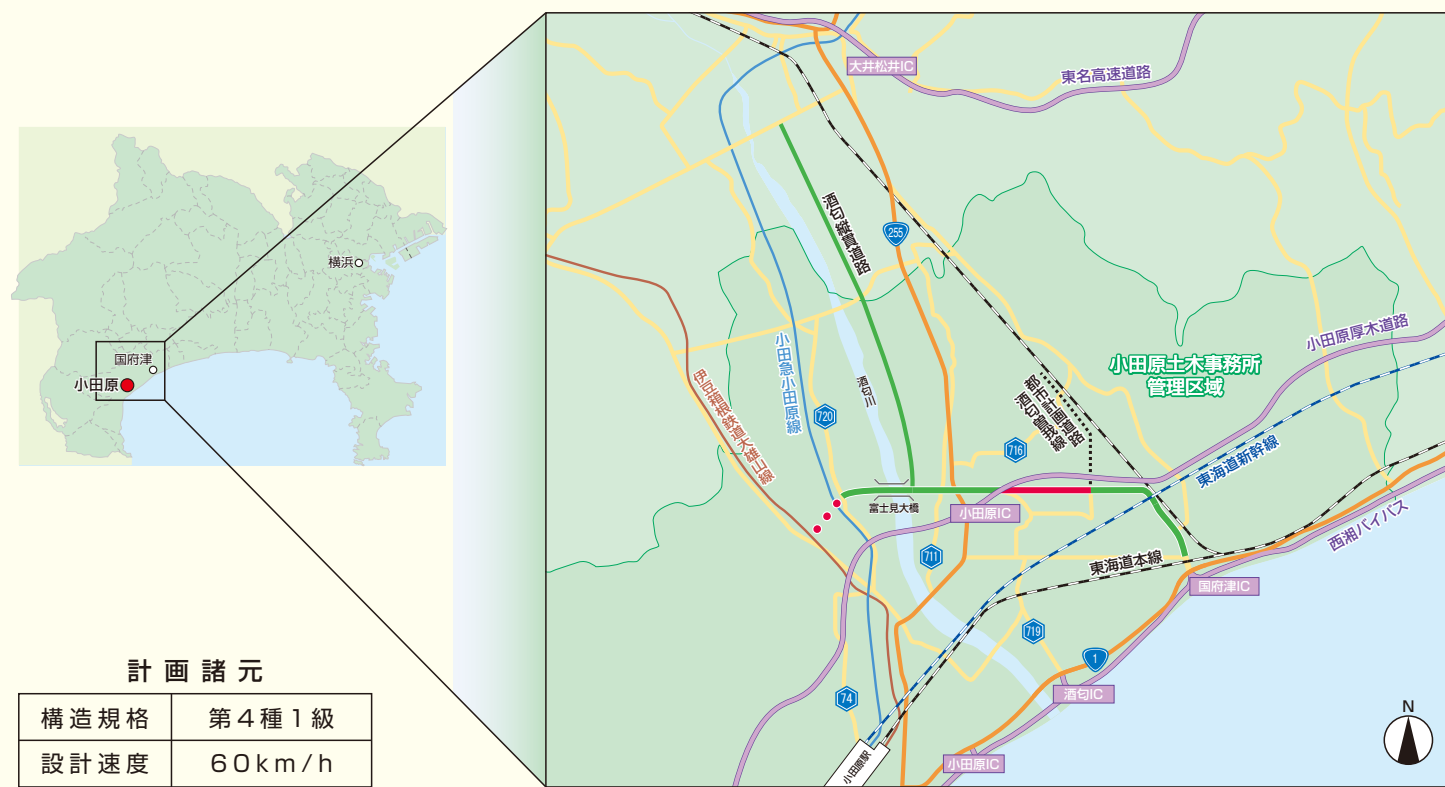 横浜
国府津
小田原
計画諸元
構造規格 第4種1級
設計速度 60km/h
大井松井IC
東名高速道路
酒匂縦貫道路
255
小田原厚木道路
小田原土木事務所
管理区域
小田急小田原線
酒匂川
都市計画道路
酒匂曽我線
伊豆箱根鉄道大雄山線
720
716
東海道新幹線
富士見大橋
小田原IC
西湘バイパス
711
東海道本線
国府津IC
719
1
74
酒匂IC
小田原駅
小田原IC
N